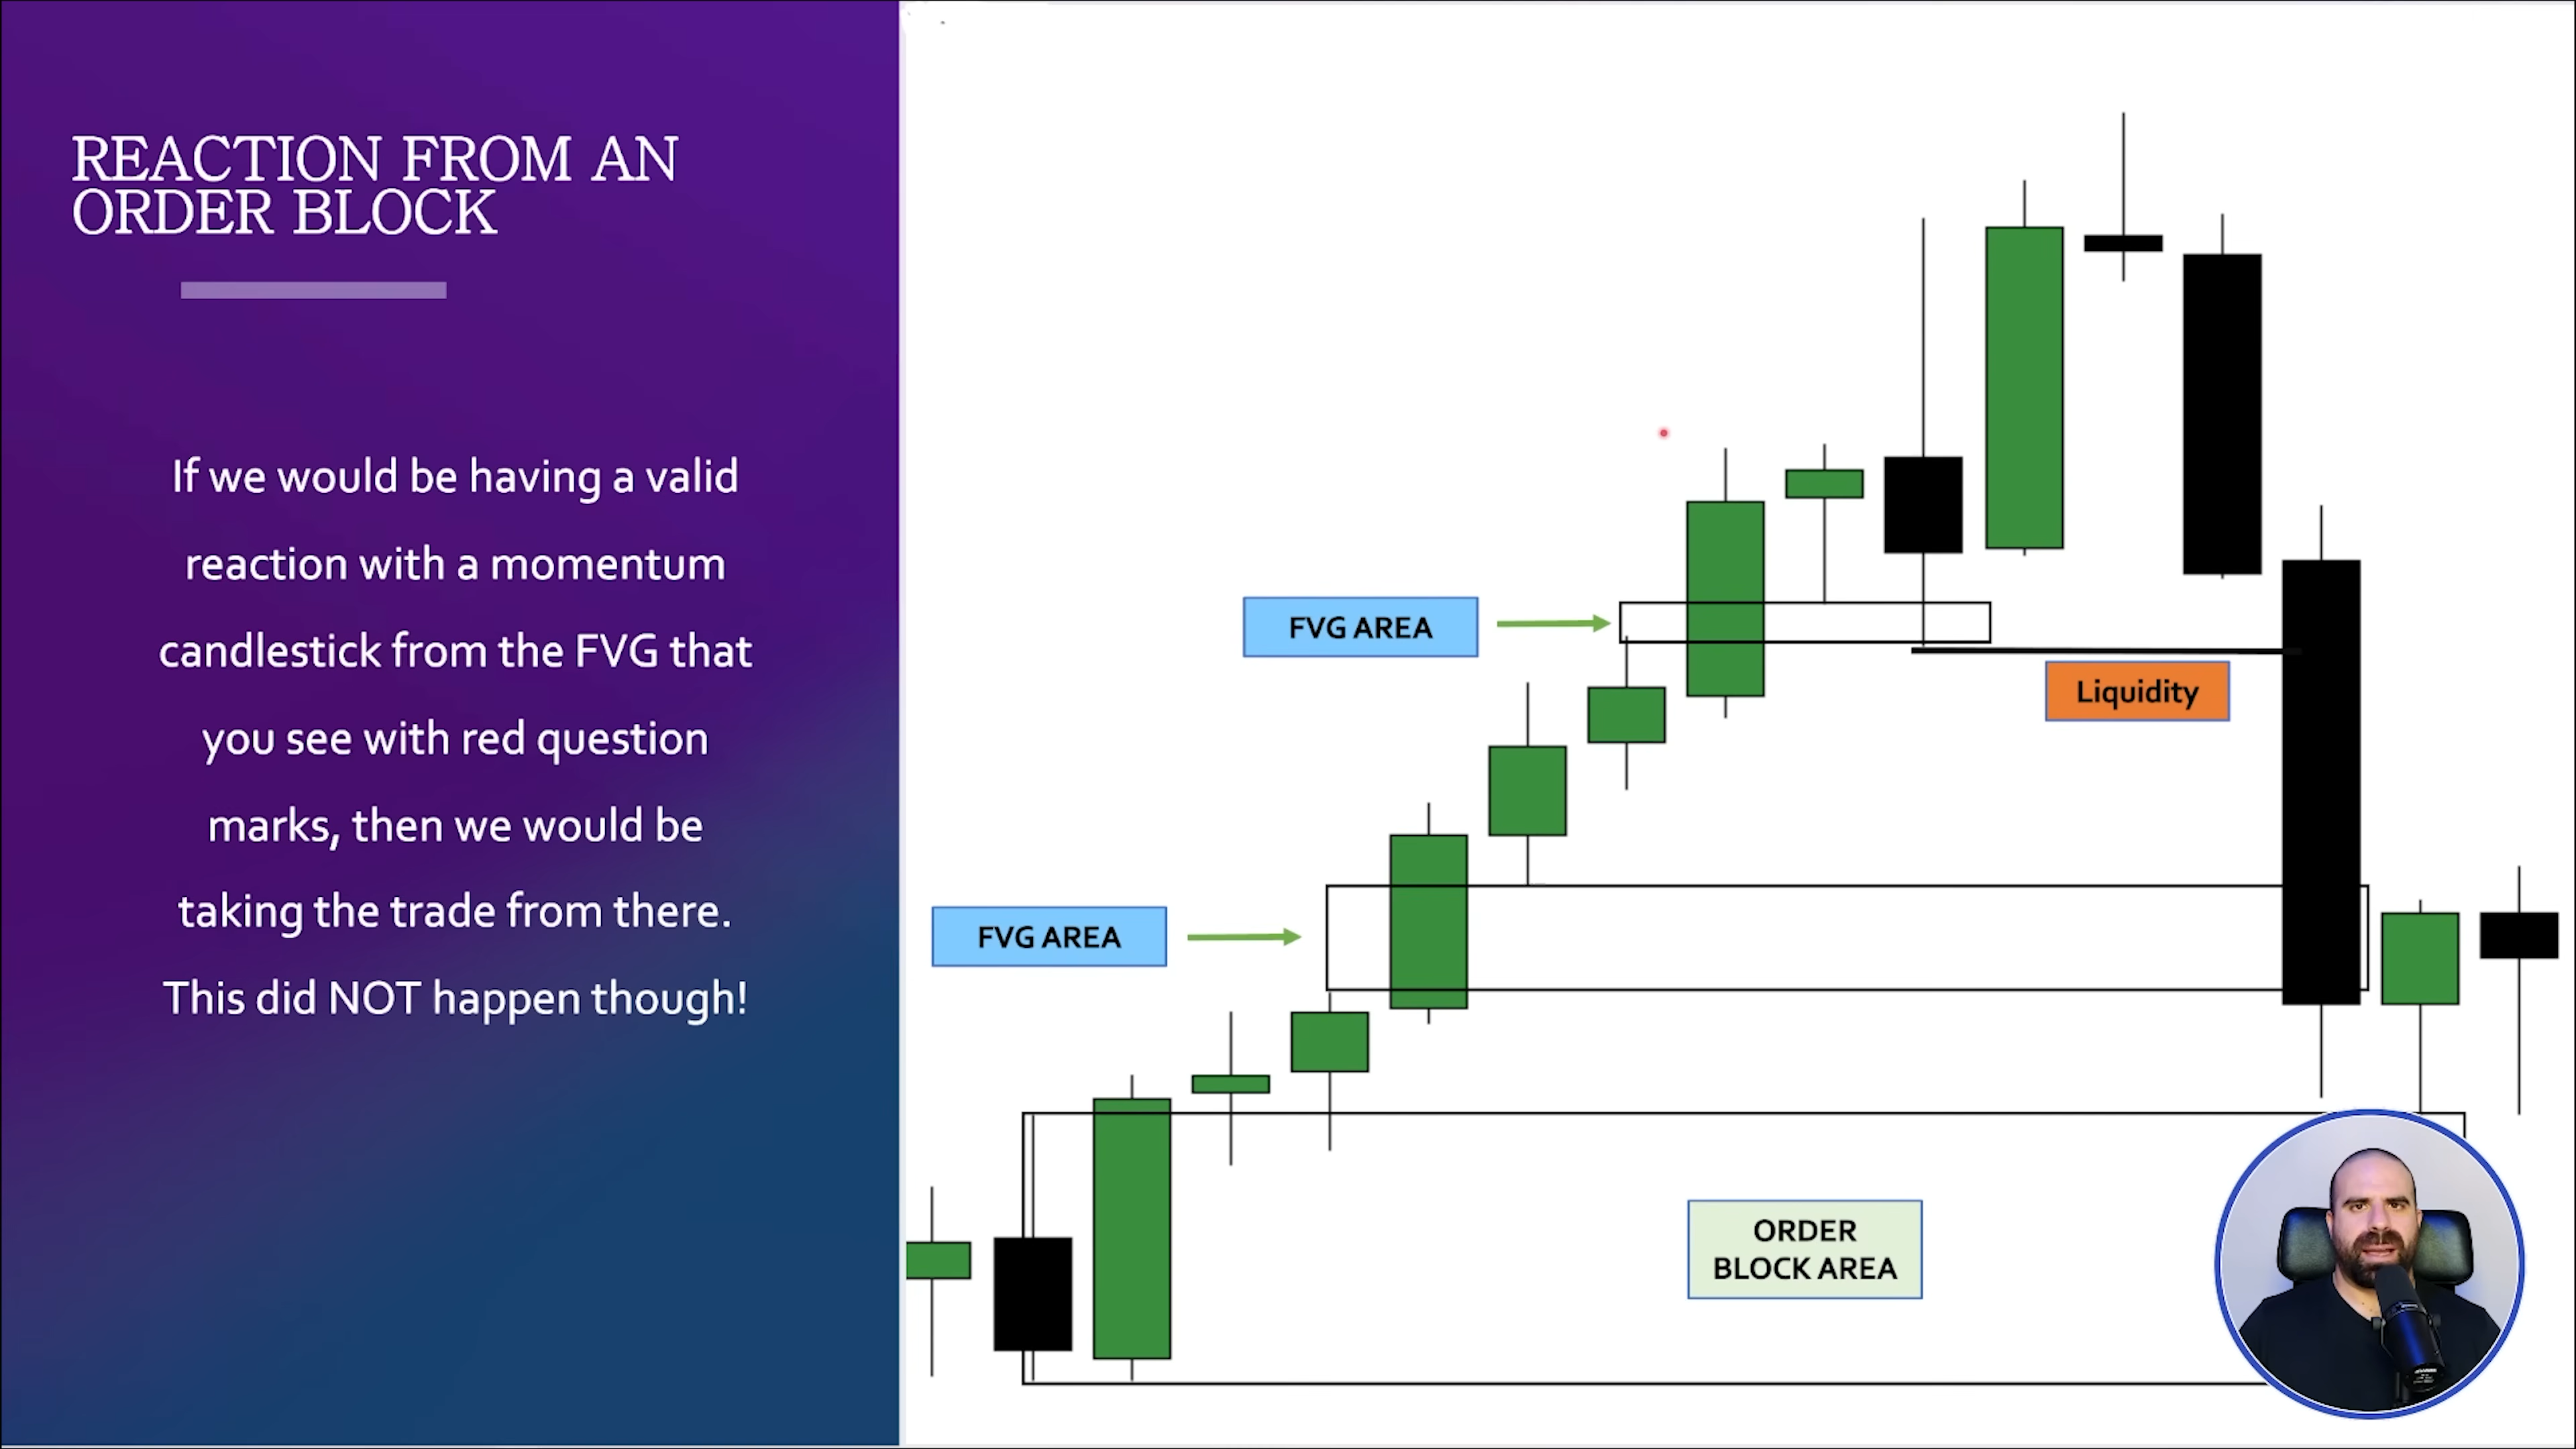 REACTION FROM AN
ORDER BLOCK
If we would be having a valid
reaction with a momentum
candlestick from the FVG that
you see with red question
marks, then we would be
taking the trade from there.
This did NOT happen though!
FVG AREA
Liquidity
FVG AREA
ORDER
BLOCK AREA